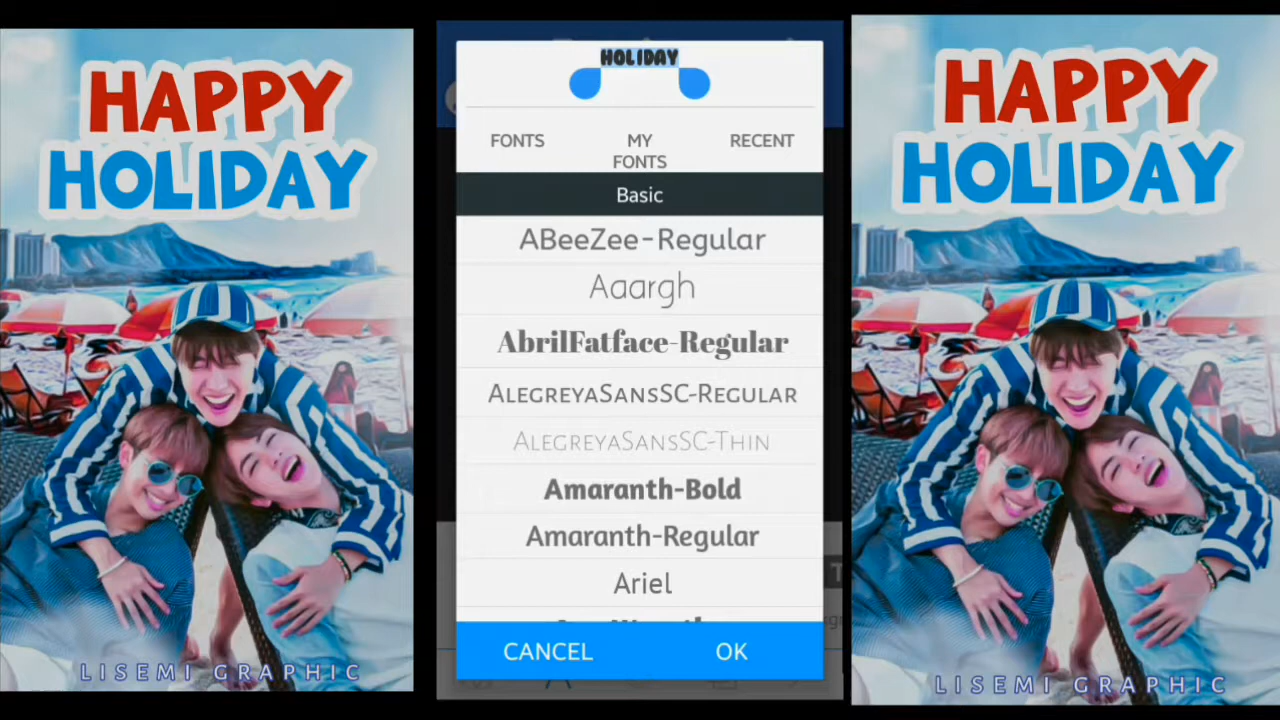 HAPPY
HOLIDAY
LISEMI GRAPHIC
HOLIDAY
FONTS
MY
FONTS
RECENT
Basic
ABeeZee-Regular
Aaargh
AbrilFatface-Regular
AlegreyaSansSC-Regular
AlegreyaSansSC-Thin
Amaranth-Bold
Amaranth-Regular
Ariel
CANCEL
OK
HAPPY
HOLIDAY
LISEMI GRAPHIC